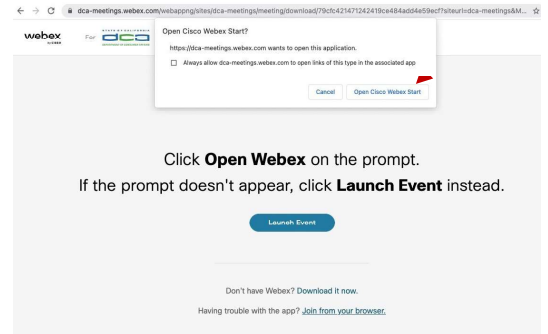 dca-meetings.webex.com/webappng/sites/dca-meetings/meeting/download/79cfc421471242419ce484add4e59ecf?siteurl=dca-meetings&M...
Open Cisco Webex Start?
https://dca-meetings.webex.com wants to open this application.
Always allow dca-meetings.webex.com to open links of this type in the associated app
Cancel
Open Cisco Webex Start
webex
For
dca
Click Open Webex on the prompt.
If the prompt doesn't appear, click Launch Event instead.
Launch Event
Don't have Webex? Download it now.
Having trouble with the app? Join from your browser.